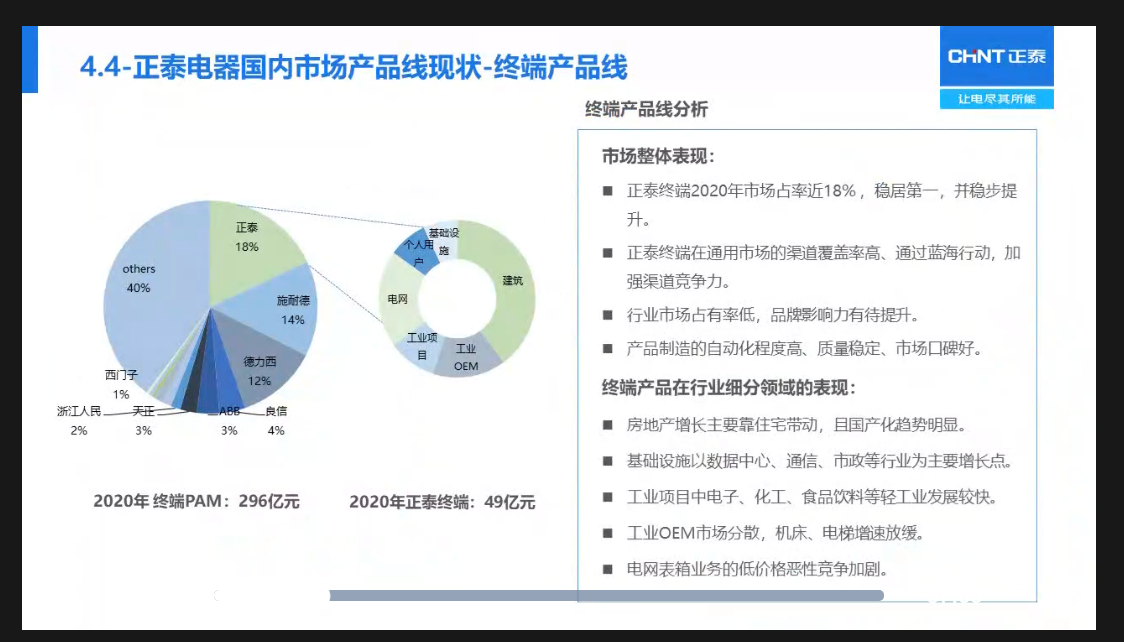 4.4-正泰电器国内市场产品线现状-终端产品线
CHNT 正泰
让电尽其所能
终端产品线分析
市场整体表现：
■ 正泰终端2020年市场占率近18%，稳居第一，并稳步提
升。
■ 正泰终端在通用市场的渠道覆盖率高、通过蓝海行动，加
强渠道竞争力。
■ 行业市场占有率低，品牌影响力有待提升。
■ 产品制造的自动化程度高、质量稳定、市场口碑好。
终端产品在行业细分领域的表现：
■ 房地产增长主要靠住宅带动，且国产化趋势明显。
■ 基础设施以数据中心、通信、市政等行业为主要增长点。
■ 工业项目中电子、化工、食品饮料等轻工业发展较快。
■ 工业OEM市场分散，机床、电梯增速放缓。
■ 电网表箱业务的低价格恶性竞争加剧。
正泰
18%
施耐德
14%
德力西
12%
良信
4%
ABB
3%
天正
3%
浙江人民
2%
西门子
1%
others
40%
基础设
施
个人用
户
建筑
电网
工业项
目
工业
OEM
2020年 终端PAM：296亿元
2020年正泰终端：49亿元